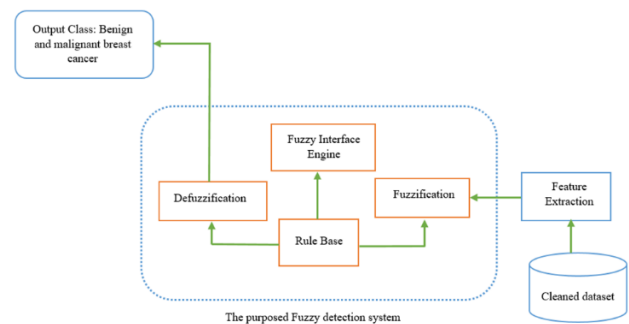 Output Class: Benign
and malignant breast
cancer
Fuzzy Interface
Engine
Defuzzification
Fuzzification
Feature
Extraction
Rule Base
Cleaned dataset
The purposed Fuzzy detection system